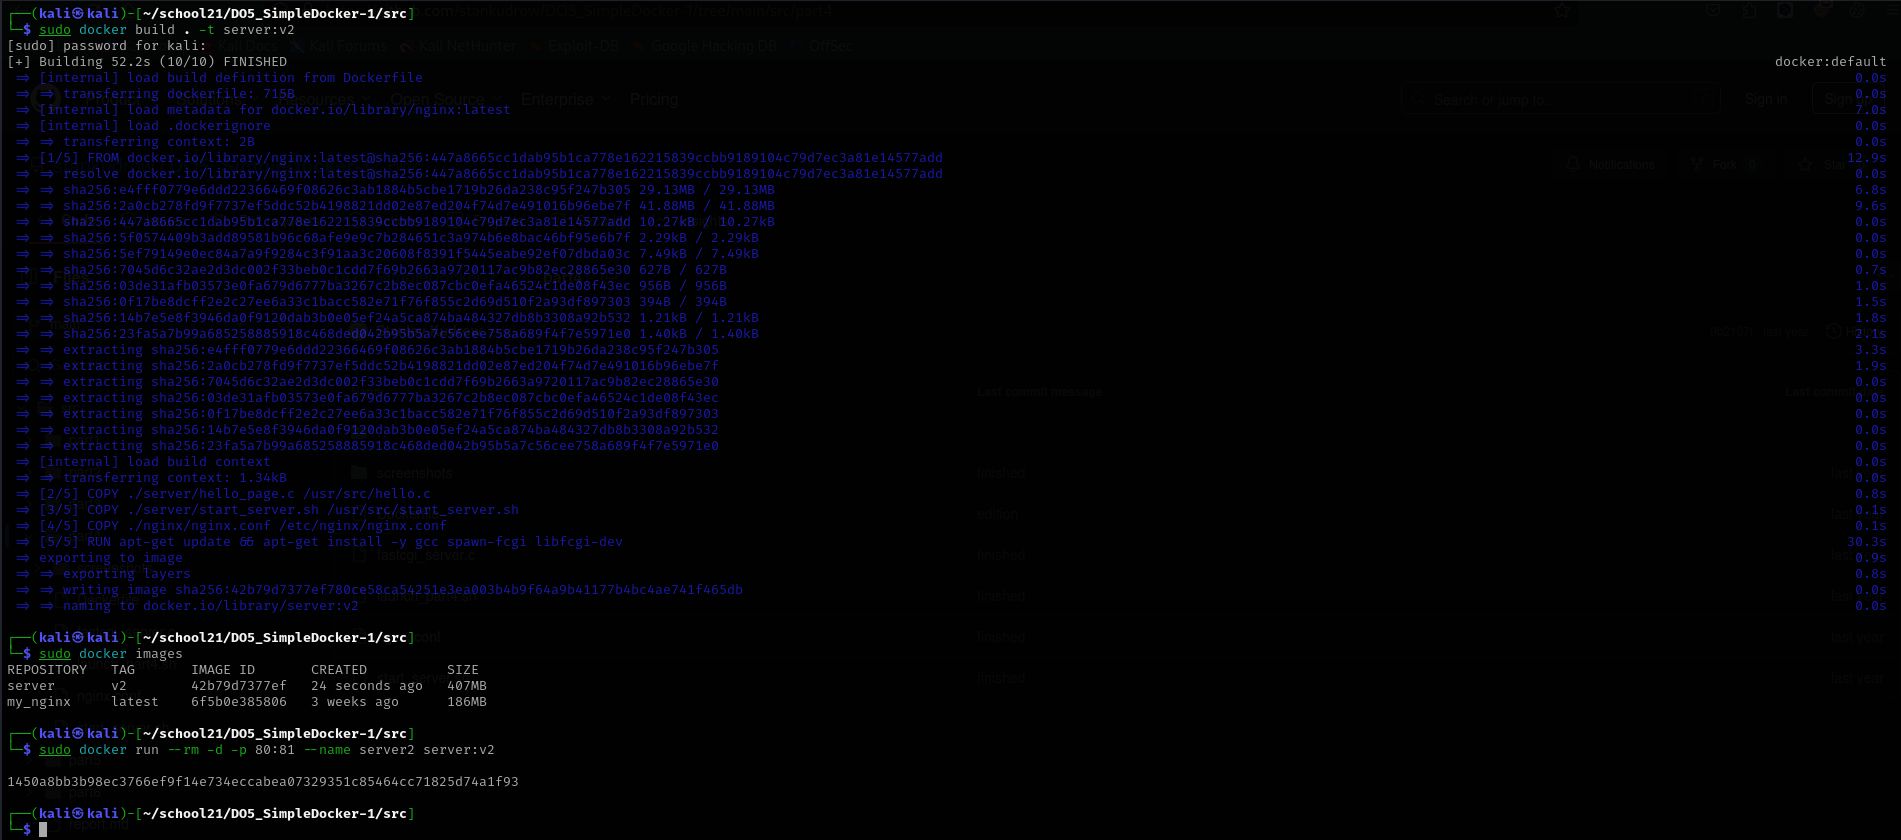 ┌──(kali㉿kali)-[~/school21/DO5_SimpleDocker-1/src]
└─$ sudo docker build . -t server:v2
[sudo] password for kali:
[+] Building 52.2s (10/10) FINISHED docker:default
=> [internal] load build definition from Dockerfile 0.0s
=> => transferring dockerfile: 715B 0.0s
=> [internal] load metadata for docker.io/library/nginx:latest 7.0s
=> [internal] load .dockerignore 0.0s
=> => transferring context: 2B 0.0s
=> [1/5] FROM docker.io/library/nginx:latest@sha256:447a8665cc1dab95b1ca778e162215839ccbb9189104c79d7ec3a81e14577add 12.9s
=> => resolve docker.io/library/nginx:latest@sha256:447a8665cc1dab95b1ca778e162215839ccbb9189104c79d7ec3a81e14577add 0.0s
=> => sha256:e4fff0779e6ddd22366469f08626c3ab1884b5cbe1719b26da238c95f247b305 29.13MB / 29.13MB 6.8s
=> => sha256:2a0cb278fd9f7737ef5ddc52b4198821dd02e87ed204f74d7e491016b96ebe7f 41.88MB / 41.88MB 9.6s
=> => sha256:447a8665cc1dab95b1ca778e162215839ccbb9189104c79d7ec3a81e14577add 10.27kB / 10.27kB 0.0s
=> => sha256:5f0574409b3add89581b96c68afe9e9c7b284651c3a974b6e8bac46bf95e6b7f 2.29kB / 2.29kB 0.0s
=> => sha256:5ef79149e0ec84a7a9f9284c3f91aa3c20608f8391f5445eabe92ef07dbda03c 7.49kB / 7.49kB 0.0s
=> => sha256:7045d6c32ae2d3dc002f33beb0c1cdd7f69b2663a9720117ac9b82ec28865e30 627B / 627B 0.7s
=> => sha256:03de31afb03573e0fa679d6777ba3267c2b8ec087cbc0efa46524c1de08f43ec 956B / 956B 1.0s
=> => sha256:0f17be8dcff2e2c27ee6a33c1bacc582e71f76f855c2d69d510f2a93df897303 394B / 394B 1.5s
=> => sha256:14b7e5e8f3946da0f9120dab3b0e05ef24a5ca874ba484327db8b3308a92b532 1.21kB / 1.21kB 1.8s
=> => sha256:23fa5a7b99a685258885918c468ded042b95b5a7c56cee758a689f4f7e5971e0 1.40kB / 1.40kB 2.1s
=> => extracting sha256:e4fff0779e6ddd22366469f08626c3ab1884b5cbe1719b26da238c95f247b305 3.3s
=> => extracting sha256:2a0cb278fd9f7737ef5ddc52b4198821dd02e87ed204f74d7e491016b96ebe7f 1.9s
=> => extracting sha256:7045d6c32ae2d3dc002f33beb0c1cdd7f69b2663a9720117ac9b82ec28865e30 0.0s
=> => extracting sha256:03de31afb03573e0fa679d6777ba3267c2b8ec087cbc0efa46524c1de08f43ec 0.0s
=> => extracting sha256:0f17be8dcff2e2c27ee6a33c1bacc582e71f76f855c2d69d510f2a93df897303 0.0s
=> => extracting sha256:14b7e5e8f3946da0f9120dab3b0e05ef24a5ca874ba484327db8b3308a92b532 0.0s
=> => extracting sha256:23fa5a7b99a685258885918c468ded042b95b5a7c56cee758a689f4f7e5971e0 0.0s
=> [internal] load build context 0.0s
=> => transferring context: 1.34kB 0.0s
=> [2/5] COPY ./server/hello_page.c /usr/src/hello.c 0.8s
=> [3/5] COPY ./server/start_server.sh /usr/src/start_server.sh 0.1s
=> [4/5] COPY ./nginx/nginx.conf /etc/nginx/nginx.conf 0.1s
=> [5/5] RUN apt-get update && apt-get install -y gcc spawn-fcgi libfcgi-dev 30.3s
=> exporting to image 0.9s
=> => exporting layers 0.8s
=> => writing image sha256:42b79d7377ef780ce58ca54251e3ea003b4b9f64a9b41177b4bc4ae741f465db 0.0s
=> => naming to docker.io/library/server:v2 0.0s
┌──(kali㉿kali)-[~/school21/DO5_SimpleDocker-1/src]
└─$ sudo docker images
REPOSITORY TAG IMAGE ID CREATED SIZE
server v2 42b79d7377ef 24 seconds ago 407MB
my_nginx latest 6f5b0e385806 3 weeks ago 186MB
┌──(kali㉿kali)-[~/school21/DO5_SimpleDocker-1/src]
└─$ sudo docker run --rm -d -p 80:81 --name server2 server:v2
1450a8bb3b98ec3766ef9f14e734eccabea07329351c85464cc71825d74a1f93
┌──(kali㉿kali)-[~/school21/DO5_SimpleDocker-1/src]
└─$